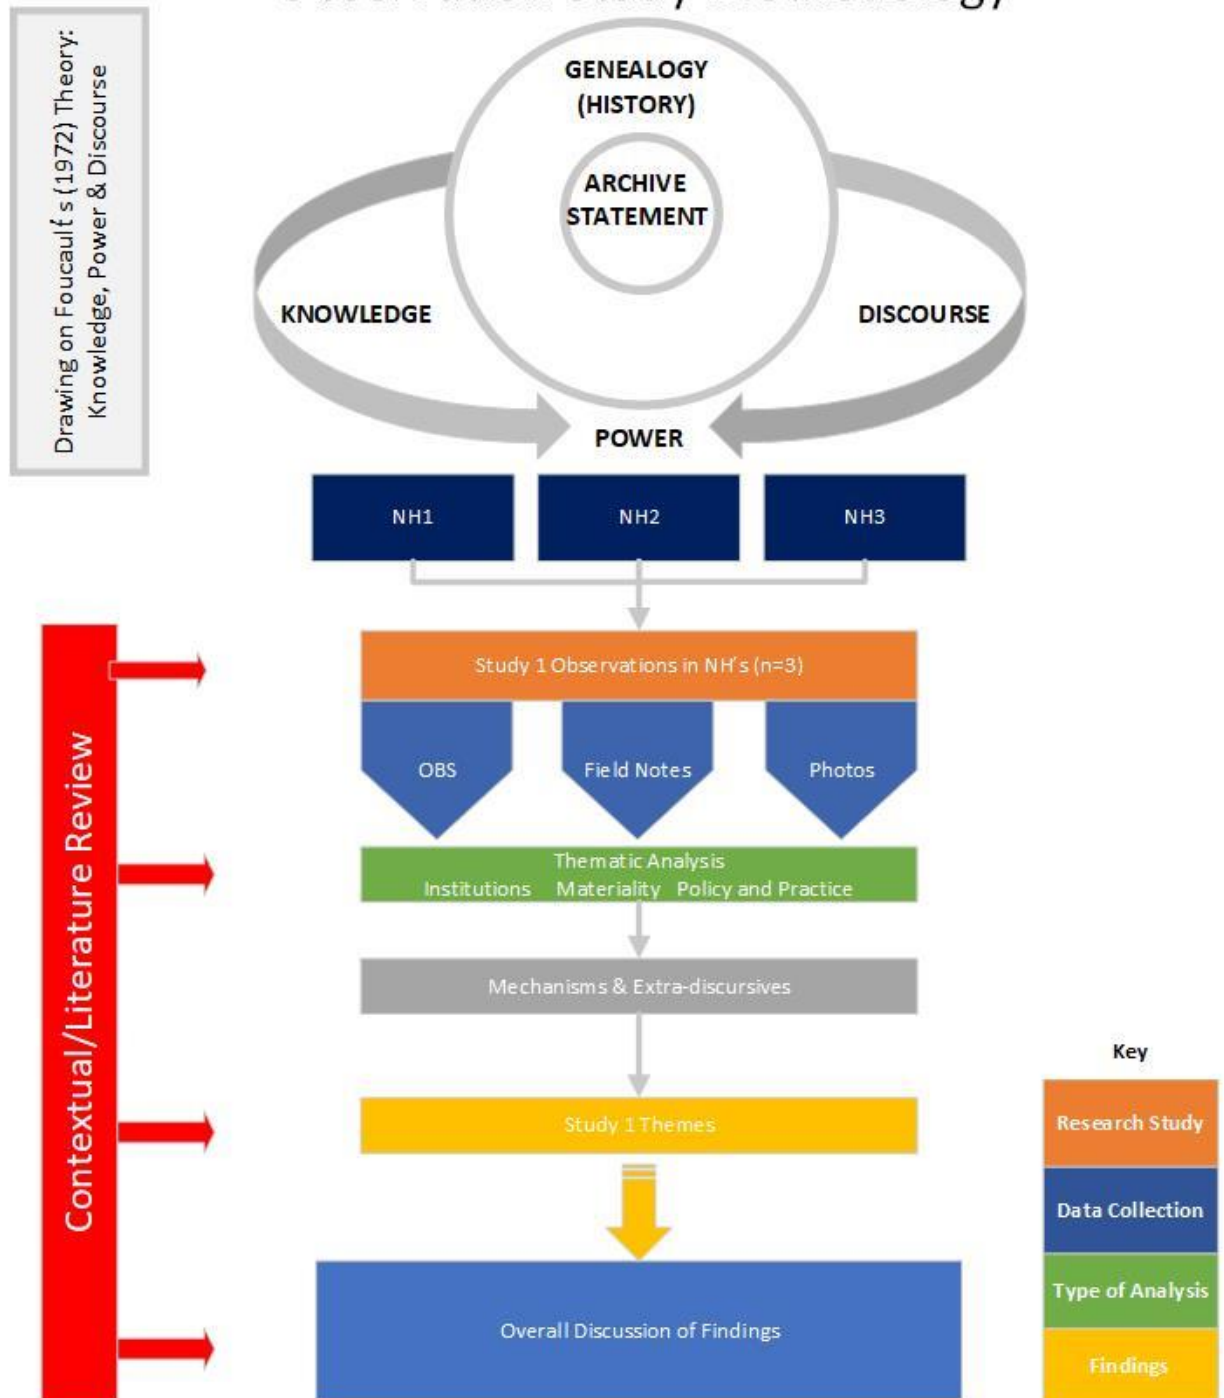 Drawing on Foucault's (1972) Theory:
Knowledge, Power & Discourse
GENEALOGY
(HISTORY)
ARCHIVE
STATEMENT
KNOWLEDGE
DISCOURSE
POWER
NH1
NH2
NH3
Contextual/Literature Review
Study 1 Observations in NH's (n=3)
OBS
Field Notes
Photos
Thematic Analysis
Institutions Materiality Policy and Practice
Mechanisms & Extra-discursives
Study 1 Themes
Overall Discussion of Findings
Key
Research Study
Data Collection
Type of Analysis
Findings